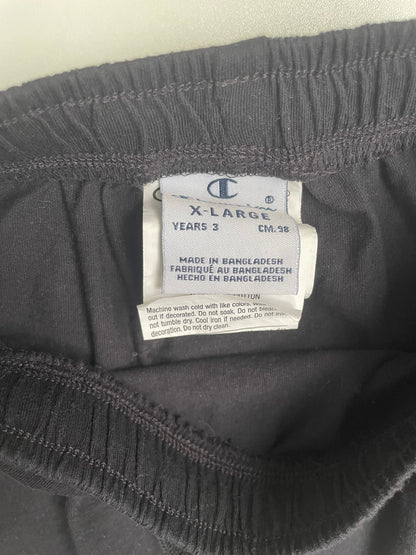 ®
X-LARGE
YEARS 3 CM. 98
MADE IN BANGLADESH
FABRIQUÉ AU BANGLADESH
HECHO EN BANGLADESH
Machine wash cold with like colors.
out if decorated. Do not soak. Do not
not tumble dry. Cool Iron if needed. Do not iron
decoration. Do not dry clean.